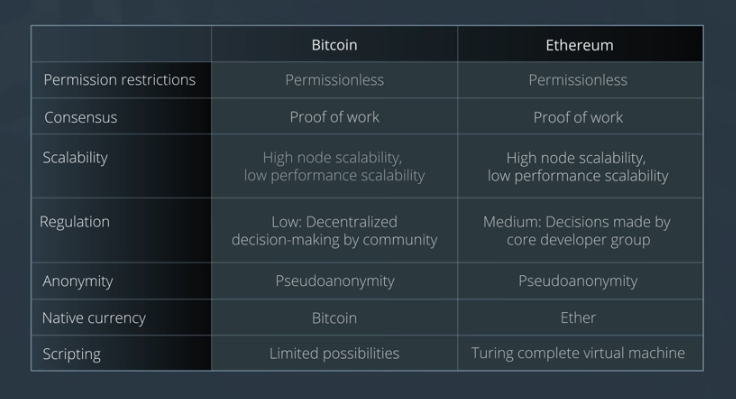 Bitcoin Ethereum
Permission restrictions Permissionless Permissionless
Consensus Proof of work Proof of work
Scalability High node scalability, High node scalability,
low performance scalability low performance scalability
Regulation Low: Decentralized Medium: Decisions made by
decision-making by community core developer group
Anonymity Pseudoanonymity Pseudoanonymity
Native currency Bitcoin Ether
Scripting Limited possibilities Turing complete virtual machine